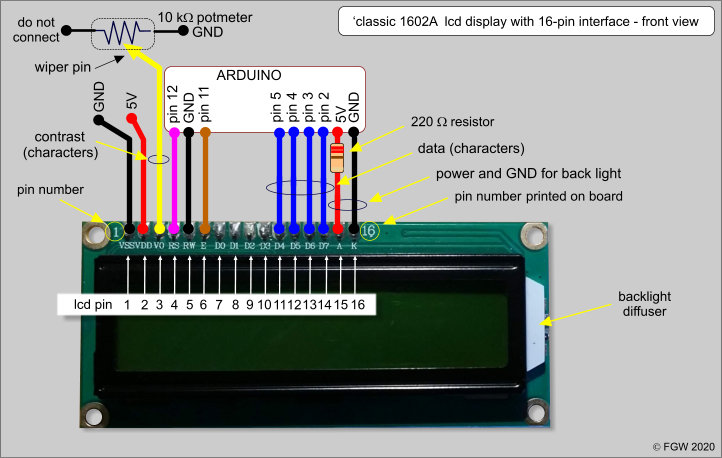 do not
connect
10 kΩ potmeter
GND
‘classic 1602A lcd display with 16-pin interface - front view
wiper pin
ARDUINO
GND
5V
pin 12
GND
pin 11
pin 5
pin 4
pin 3
pin 2
5V
GND
220 Ω resistor
contrast
(characters)
data (characters)
power and GND for back light
pin number
pin number printed on board
1
16
VSS VDD V0 RS RW E D0 D1 D2 D3 D4 D5 D6 D7 A K
lcd pin 1 2 3 4 5 6 7 8 9 10 11 12 13 14 15 16
backlight
diffuser
© FGW 2020